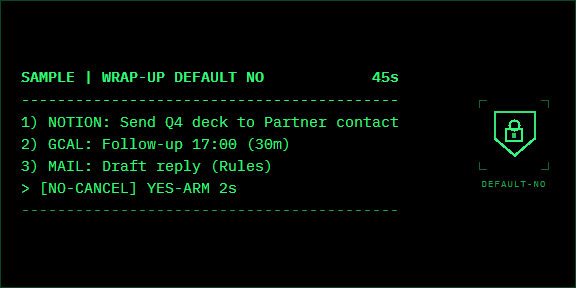 SAMPLE | WRAP-UP DEFAULT NO 45s
------------------------------------------
1) NOTION: Send Q4 deck to Partner contact
2) GCAL: Follow-up 17:00 (30m)
3) MAIL: Draft reply (Rules)
> [NO-CANCEL] YES-ARM 2s
------------------------------------------
DEFAULT-NO